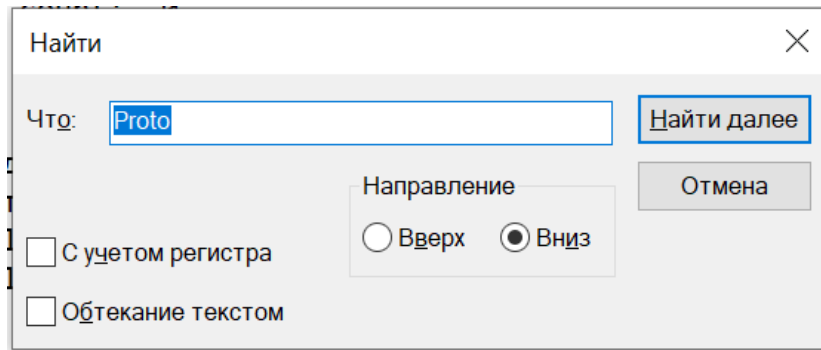 Найти
Что: Proto Найти далее
Направление Отмена
Вверх Вниз
С учетом регистра
Обтекание текстом